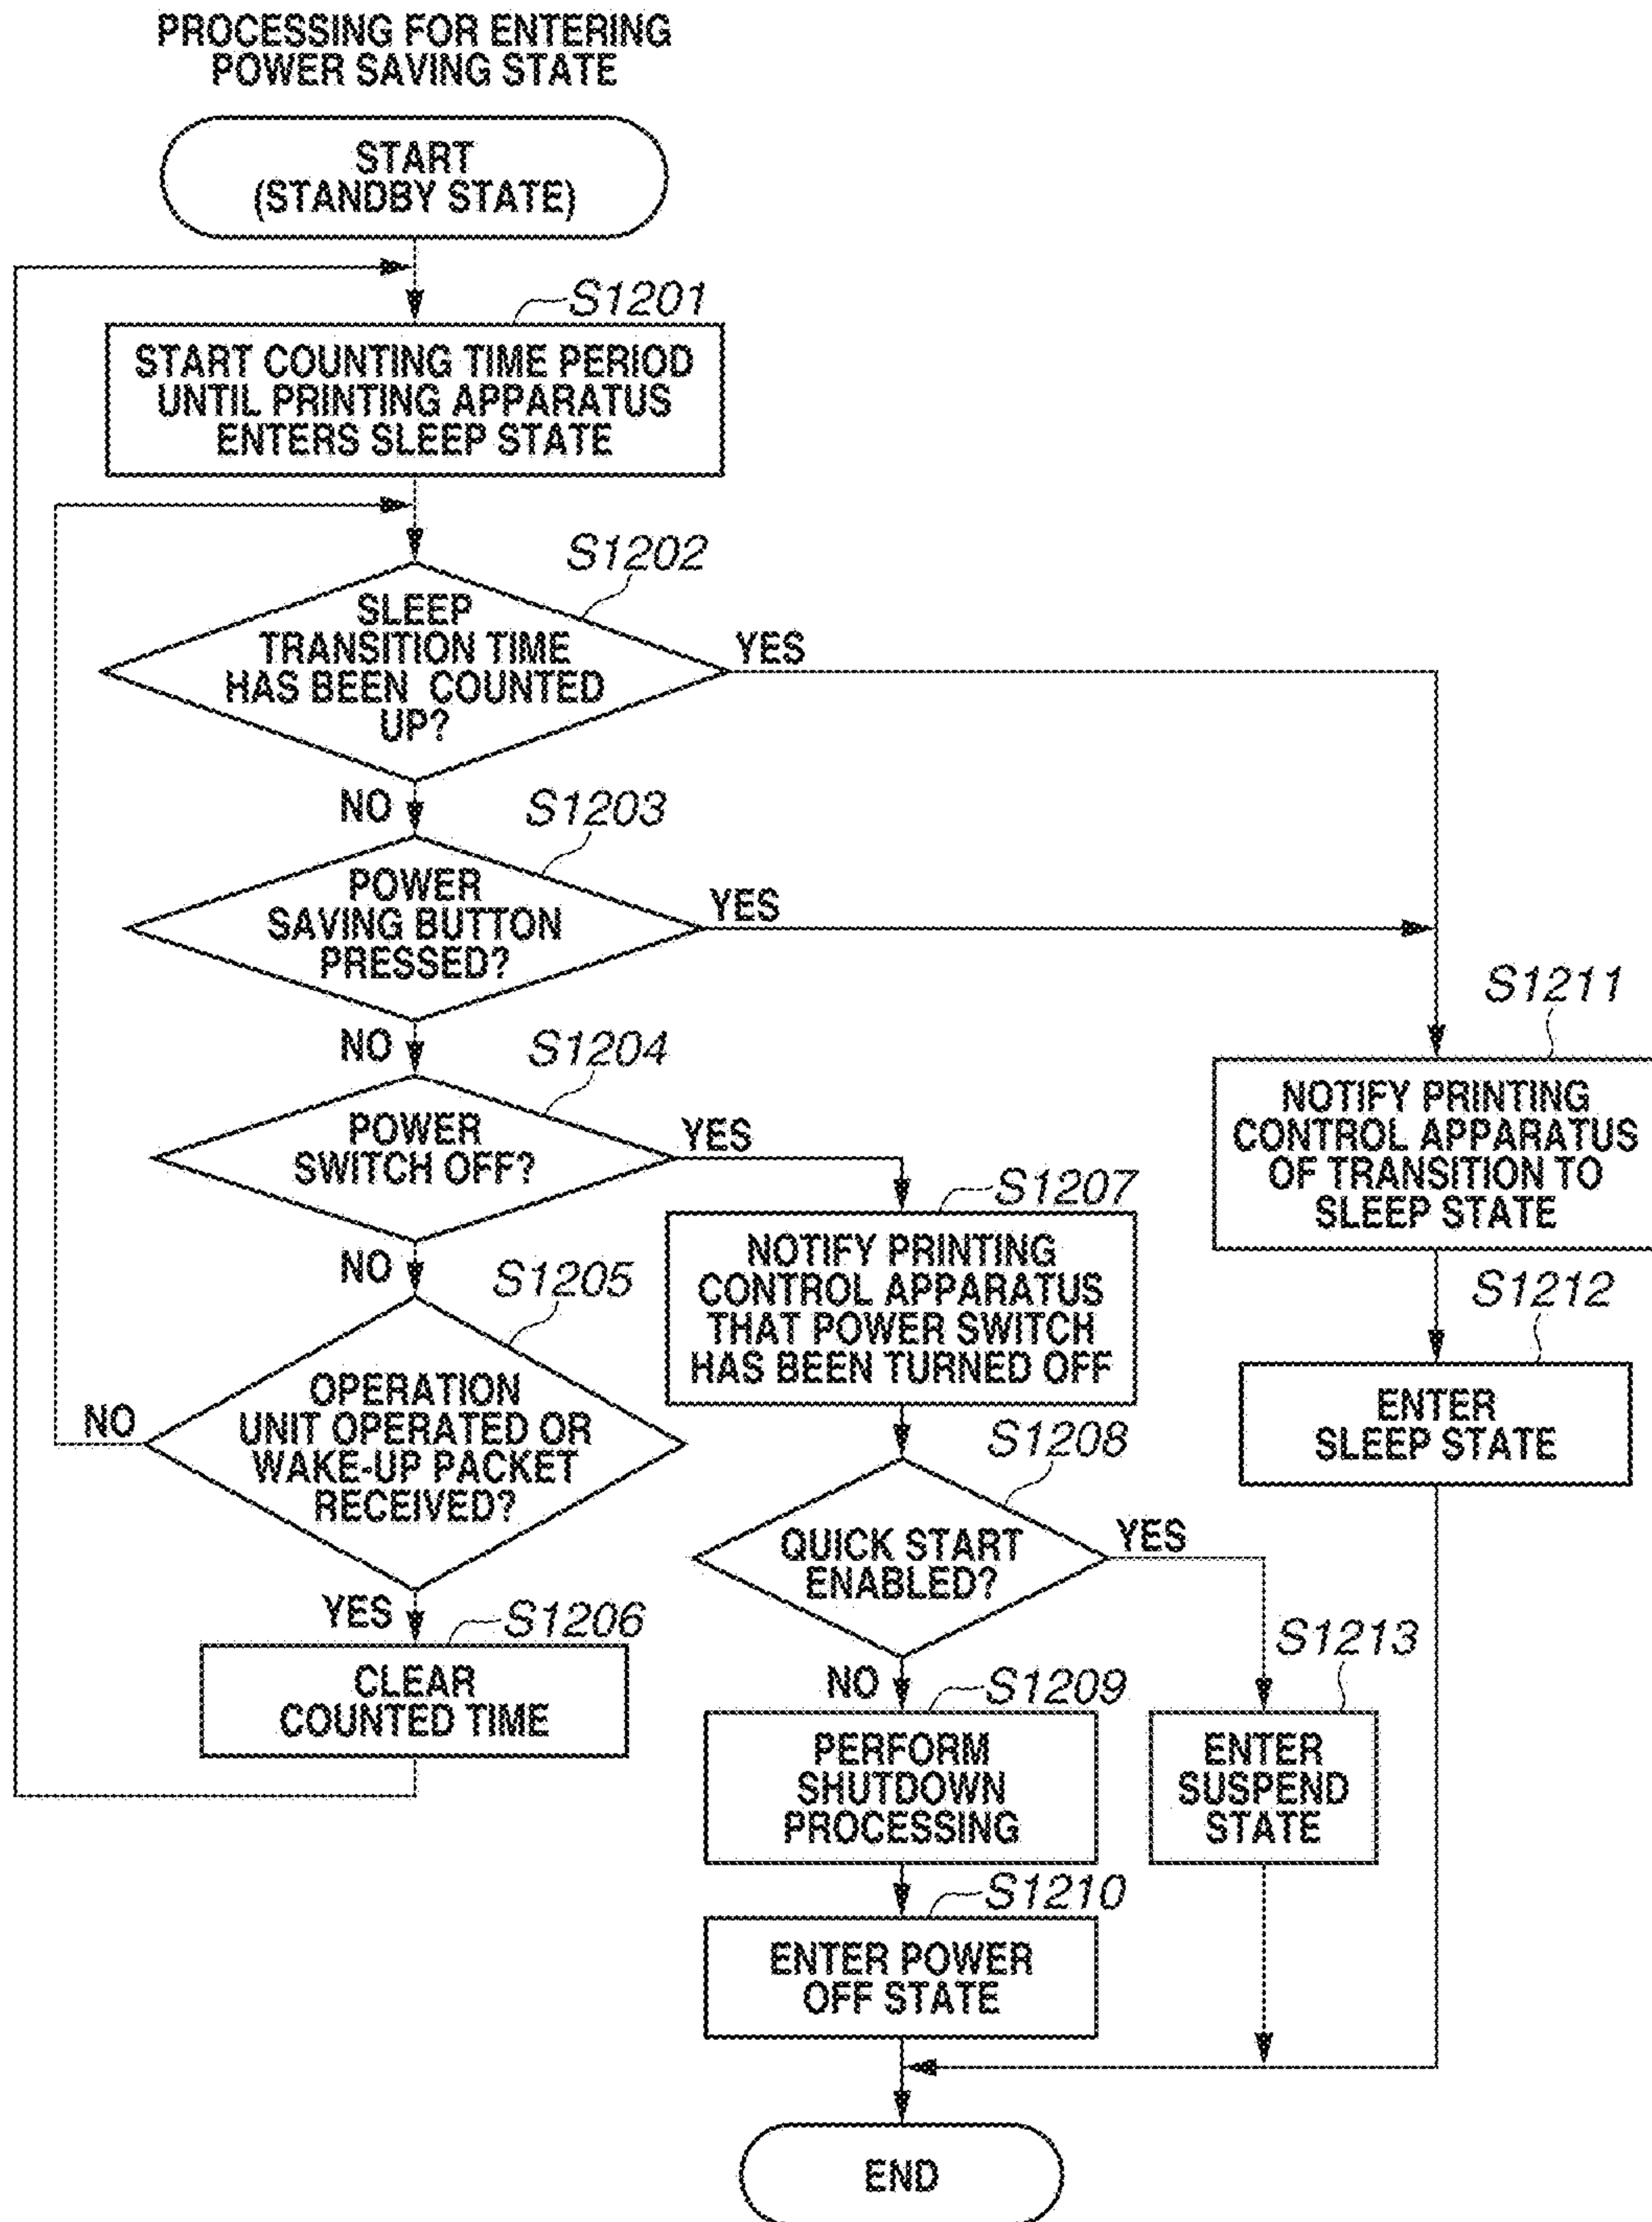 PROCESSING FOR ENTERING
POWER SAVING STATE
START
(STANDBY STATE)
S1201
START COUNTING TIME PERIOD
UNTIL PRINTING APPARATUS
ENTERS SLEEP STATE
S1202
SLEEP
TRANSITION TIME
HAS BEEN COUNTED
UP?
YES
NO
S1203
POWER
SAVING BUTTON
PRESSED?
YES
NO
S1204
POWER
SWITCH OFF?
YES
NO
S1205
OPERATION
UNIT OPERATED OR
WAKE-UP PACKET
RECEIVED?
NO
YES
S1206
CLEAR
COUNTED TIME
S1207
NOTIFY PRINTING
CONTROL APPARATUS
THAT POWER SWITCH
HAS BEEN TURNED OFF
S1208
QUICK START
ENABLED?
YES
NO
S1209
PERFORM
SHUTDOWN
PROCESSING
S1210
ENTER POWER
OFF STATE
S1213
ENTER
SUSPEND
STATE
S1211
NOTIFY PRINTING
CONTROL APPARATUS
OF TRANSITION TO
SLEEP STATE
S1212
ENTER
SLEEP STATE
END